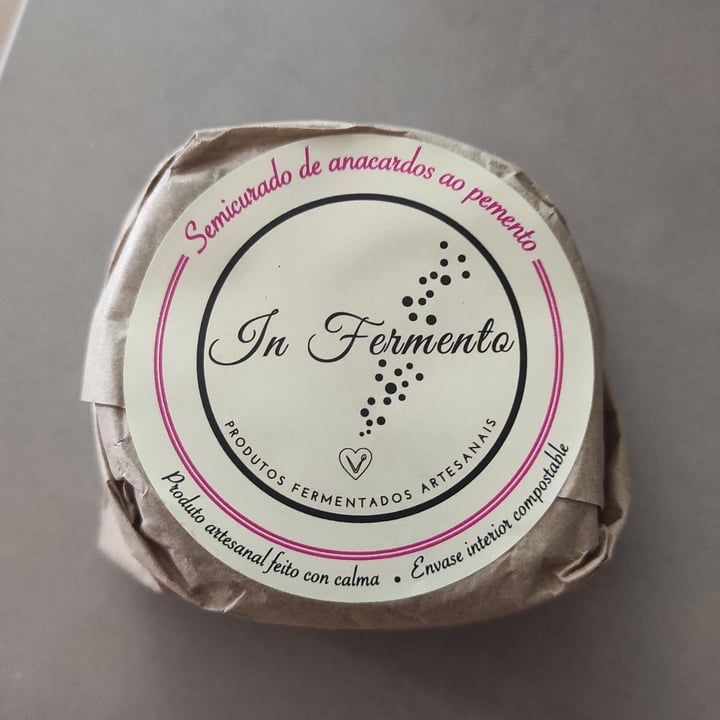 Semicurado de anacardos ao pemento
In Fermento
PRODUTOS FERMENTADOS ARTESANAIS
Produto artesanal feito con calma • Envase interior compostable